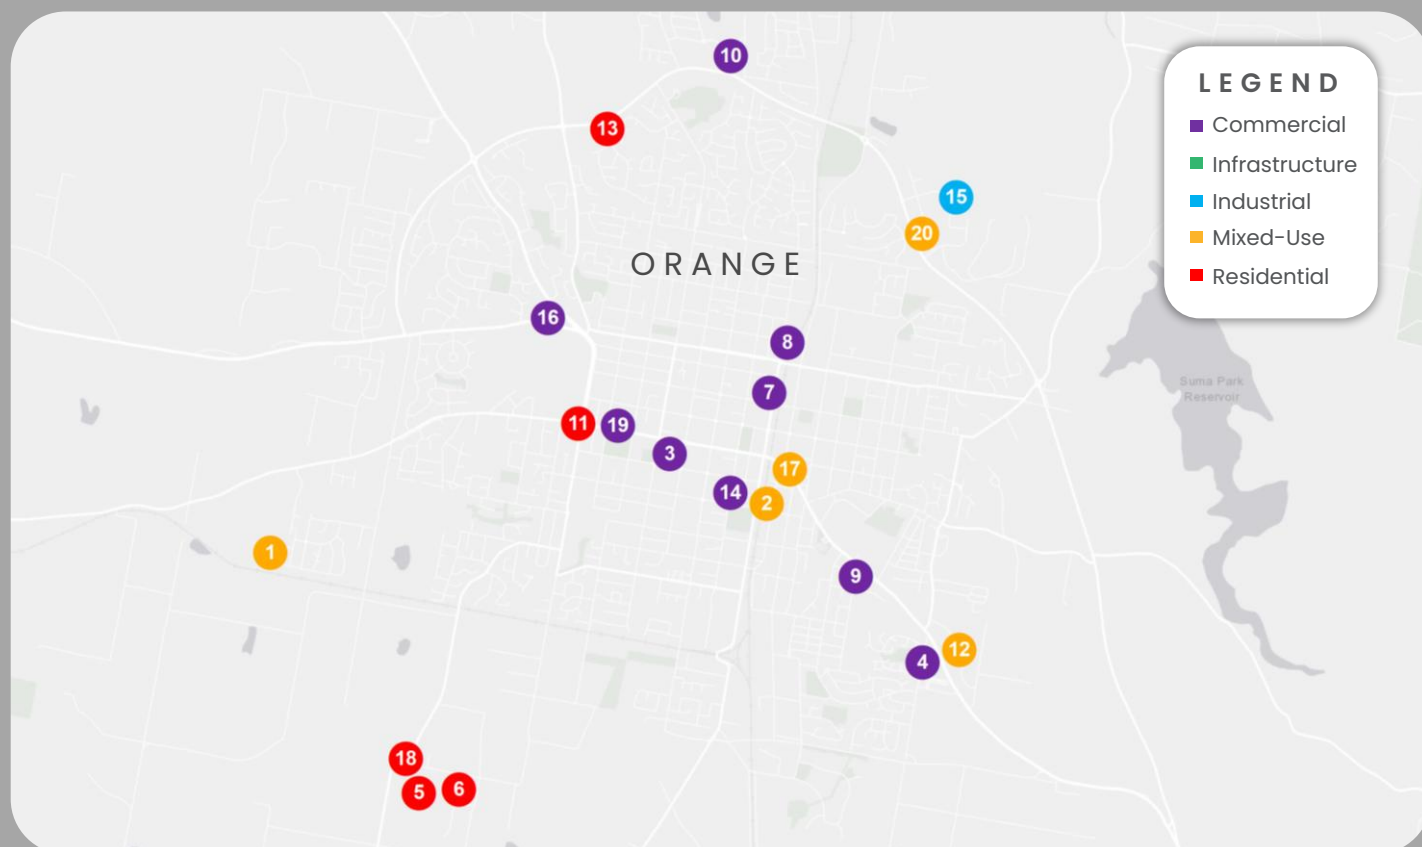 10
LEGEND
Commercial
13
Infrastructure
15
Industrial
20
Mixed-Use
ORANGE
Residential
16
8
7
Suma Park
Reservoir
11
19
3
17
14
2
1
9
12
4
18
5
6